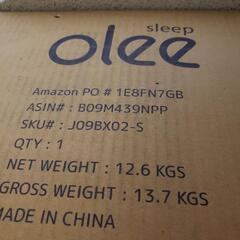 sleep
olee
Amazon PO # 1E8FN7GB
ASIN# : B09M439NPP
SKU# : J09BX02-S
QTY : 1
NET WEIGHT : 12.6 KGS
GROSS WEIGHT : 13.7 KGS
MADE IN CHINA